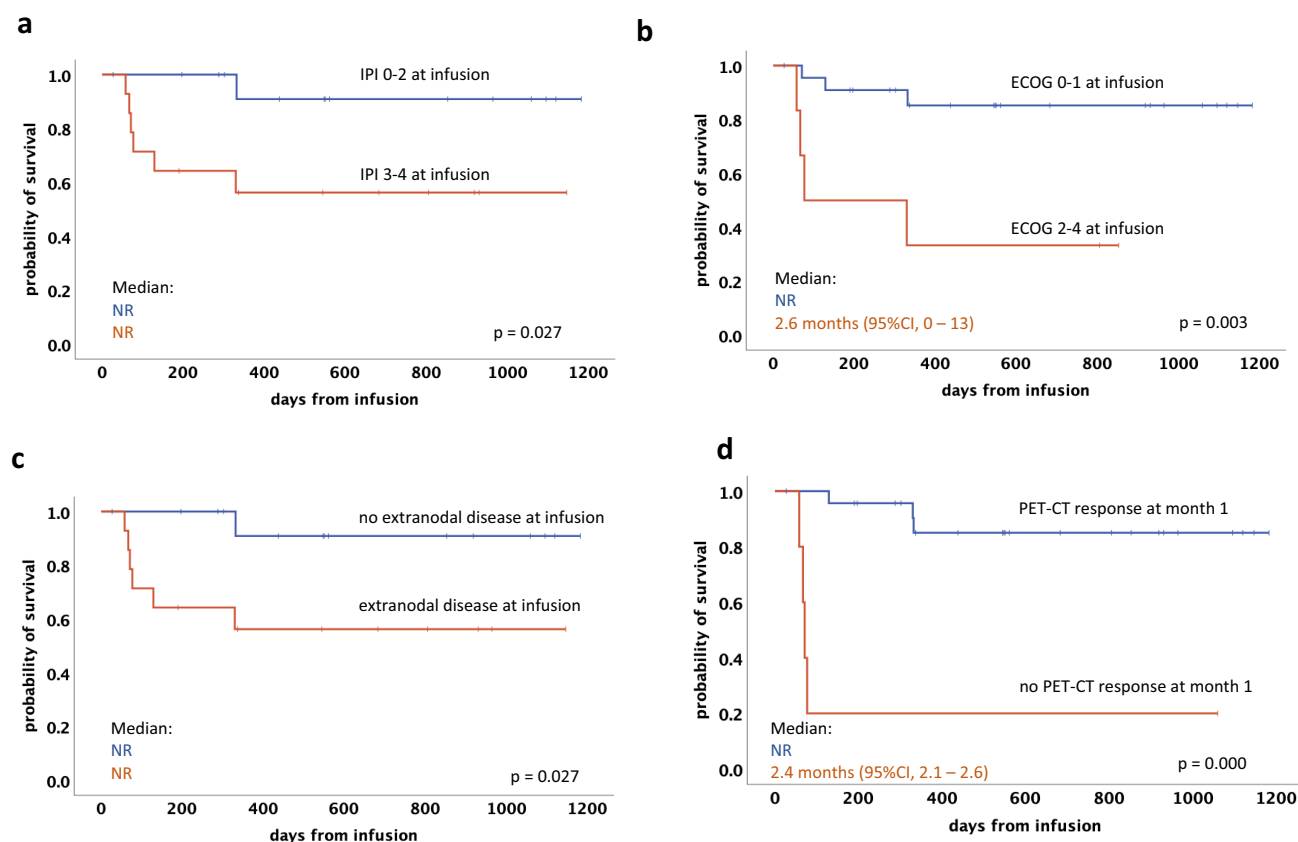 a
probability of survival
1.0
0.8
0.6
0.4
0.2
0.0
IPI 0-2 at infusion
IPI 3-4 at infusion
Median:
NR
NR
p = 0.027
0 200 400 600 800 1000 1200
days from infusion
b
probability of survival
1.0
0.8
0.6
0.4
0.2
0.0
ECOG 0-1 at infusion
ECOG 2-4 at infusion
Median:
NR
2.6 months (95%CI, 0 – 13)
p = 0.003
0 200 400 600 800 1000 1200
days from infusion
c
probability of survival
1.0
0.8
0.6
0.4
0.2
0.0
no extranodal disease at infusion
extranodal disease at infusion
Median:
NR
NR
p = 0.027
0 200 400 600 800 1000 1200
days from infusion
d
probability of survival
1.0
0.8
0.6
0.4
0.2
0.0
PET-CT response at month 1
no PET-CT response at month 1
Median:
NR
2.4 months (95%CI, 2.1 – 2.6)
p = 0.000
0 200 400 600 800 1000 1200
days from infusion